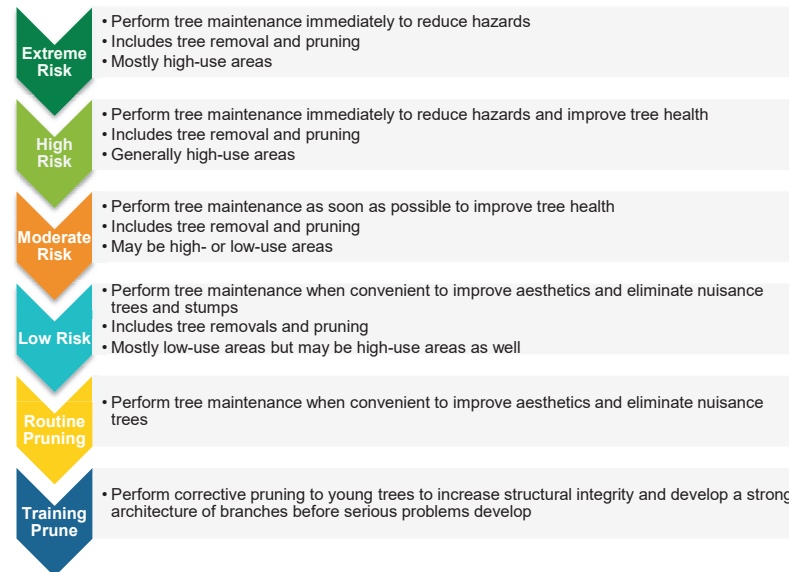 Extreme
Risk
• Perform tree maintenance immediately to reduce hazards
• Includes tree removal and pruning
• Mostly high-use areas
High
Risk
• Perform tree maintenance immediately to reduce hazards and improve tree health
• Includes tree removal and pruning
• Generally high-use areas
Moderate
Risk
• Perform tree maintenance as soon as possible to improve tree health
• Includes tree removal and pruning
• May be high- or low-use areas
Low Risk
• Perform tree maintenance when convenient to improve aesthetics and eliminate nuisance
trees and stumps
• Includes tree removals and pruning
• Mostly low-use areas but may be high-use areas as well
Routine
Pruning
• Perform tree maintenance when convenient to improve aesthetics and eliminate nuisance
trees
Training
Prune
• Perform corrective pruning to young trees to increase structural integrity and develop a strong
architecture of branches before serious problems develop